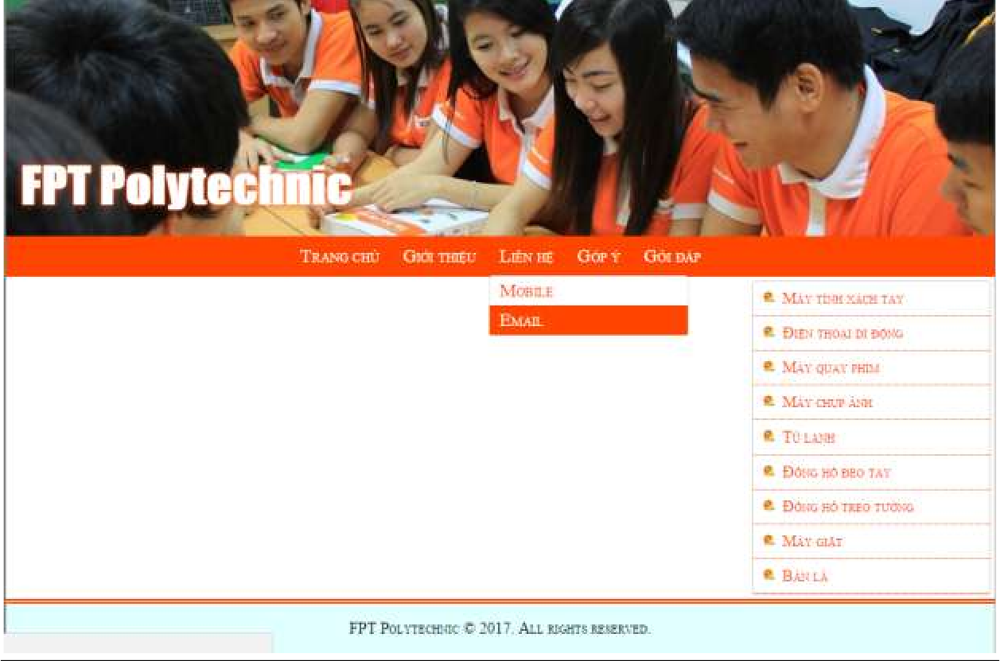 FPT Polytechnic
TRANG CHỦ GIỚI THIỆU LIÊN HỆ GÓP Ý GỎI ĐÁP
MOBILE
EMAIL
MÁY TÍNH XÁCH TAY
ĐIỆN THOẠI DI ĐỘNG
MÁY QUAY PHIM
MÁY CHỤP ẢNH
TỦ LẠNH
ĐỒNG HỒ ĐEO TAY
ĐỒNG HỒ TREO TƯỜNG
MÁY GIẶT
BÀN LÀ
FPT POLYTECHNIC © 2017. ALL RIGHTS RESERVED.